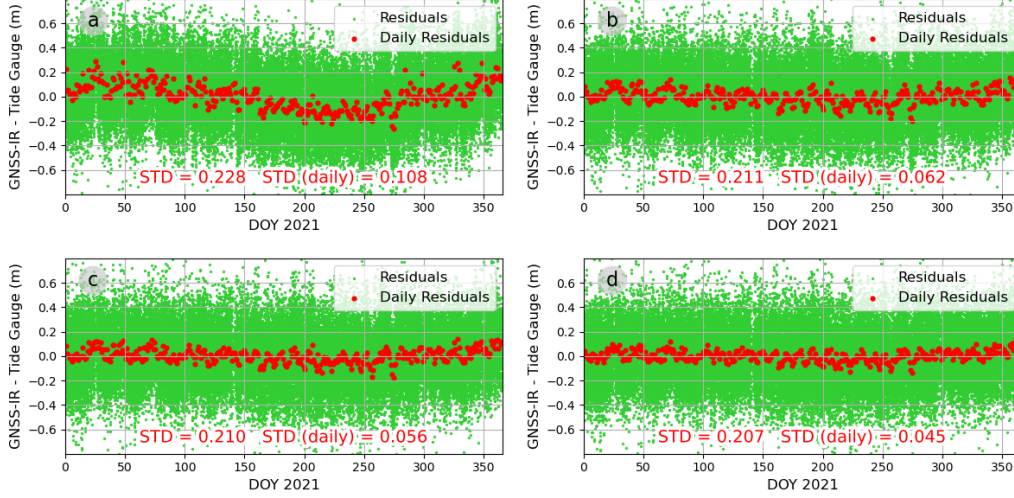 a
Residuals
Daily Residuals
0.6
0.4
0.2
0.0
−0.2
−0.4
−0.6
GNSS-IR - Tide Gauge (m)
STD = 0.228 STD (daily) = 0.108
0 50 100 150 200 250 300 350
DOY 2021
b
Residuals
Daily Residuals
0.6
0.4
0.2
0.0
−0.2
−0.4
−0.6
GNSS-IR - Tide Gauge (m)
STD = 0.211 STD (daily) = 0.062
0 50 100 150 200 250 300 350
DOY 2021
c
Residuals
Daily Residuals
0.6
0.4
0.2
0.0
−0.2
−0.4
−0.6
GNSS-IR - Tide Gauge (m)
STD = 0.210 STD (daily) = 0.056
0 50 100 150 200 250 300 350
DOY 2021
d
Residuals
Daily Residuals
0.6
0.4
0.2
0.0
−0.2
−0.4
−0.6
GNSS-IR - Tide Gauge (m)
STD = 0.207 STD (daily) = 0.045
0 50 100 150 200 250 300 350
DOY 2021